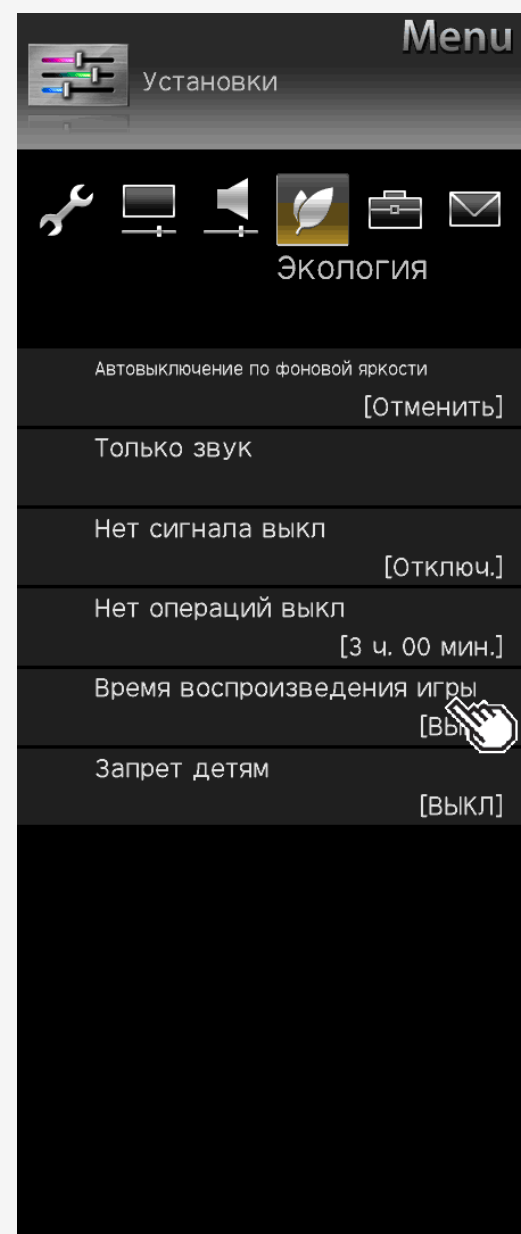 Menu
Установки
Экология
Автовыключение по фоновой яркости
[Отменить]
Только звук
Нет сигнала выкл
[Отключ.]
Нет операций выкл
[3 ч. 00 мин.]
Время воспроизведения игры
Запрет детям
[ВЫКЛ]